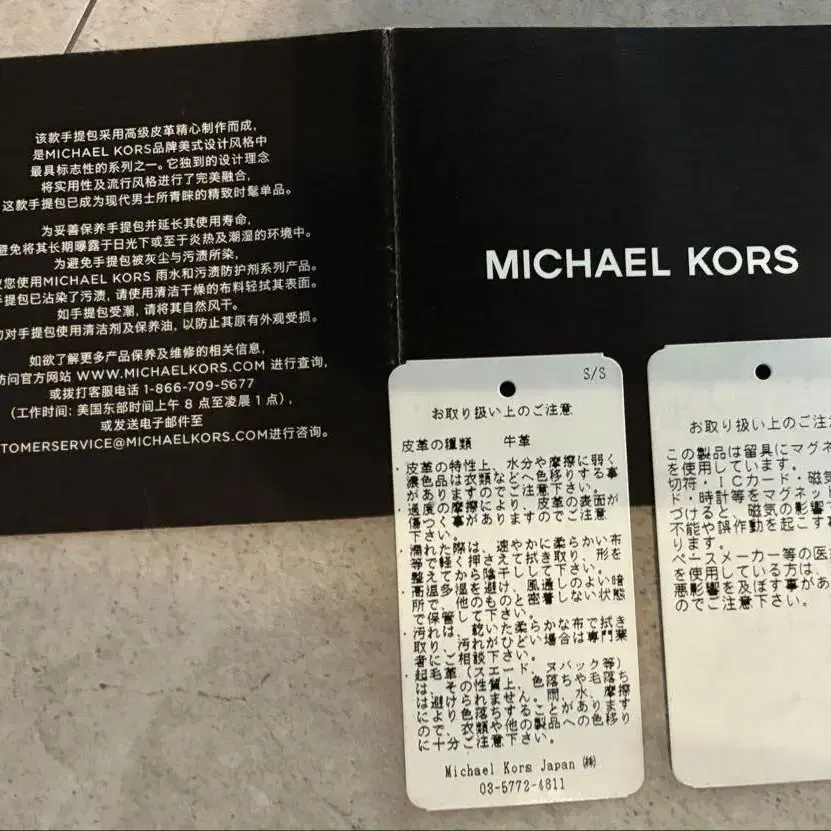 该款手提包采用高级皮革精心制作而成,
是MICHAEL KORS品牌美式设计风格中
最具标志性的系列之一。它独到的设计理念
将实用性及流行风格进行了完美融合,
这款手提包已成为现代男士所青睐的精致时髦单品。
为妥善保养手提包并延长其使用寿命,
避免将其长期曝露于日光下或至于炎热及潮湿的环境中。
为避免手提包被灰尘与污渍所染,
您使用MICHAEL KORS 雨水和污渍防护剂系列产品。
手提包已沾染了污渍, 请使用清洁干燥的布料轻拭其表面。
如手提包受潮, 请将其自然风干。
对手提包使用清洁剂及保养油, 以防止其原有外观受损。
如欲了解更多产品保养及维修的相关信息,
访问官方网站 WWW.MICHAELKORS.COM 进行查询,
或拨打客服电话 1-866-709-5677
(工作时间: 美国东部时间上午 8 点至凌晨 1 点),
或发送电子邮件至
TOMERSERVICE@MICHAELKORS.COM进行咨询。
MICHAEL KORS
S/S
お取り扱い上のご注意
皮革の種類 牛革
・皮革の特性上、水分や摩擦に弱く
濃色品は衣類などへ色移りする事
がありますのでご注意下さい。
・過度の摩擦により、皮革の表面が
傷つく事がありますのでご注意
下さい。
・濡れた際は、速やかに柔らかい布
等で軽く押さえて拭き取り、形を
整えてから陰干しして下さい。
・高温多湿を避け、風通しのよい暗
所で、他のものと密着しない状態
で保管して下さい。
・汚れは、乾いた柔らかな布で拭き
取り、汚れがひどい場合は専門業
者にご相談下さい。
・起毛革(スエード、ヌバック等)
は、その性質上、色落ちや毛落ち
は避けられません。雨、水、摩擦
により色落ちすることがあります
ので、衣類や他の製品への色移り
に十分ご注意下さい。
Michael Kors Japan ㈱
03-5772-4611
お取り扱い上のご注
この製品は留具にマグネ
を使用しています。
切符・ICカード・磁気
ド・時計等をマグネット
づけると、磁気の影響で
不能や誤作動を起こす事
ります。
ペースメーカー等の医
を使用している方は、
悪影響を及ぼす事があ
のでご注意下さい。